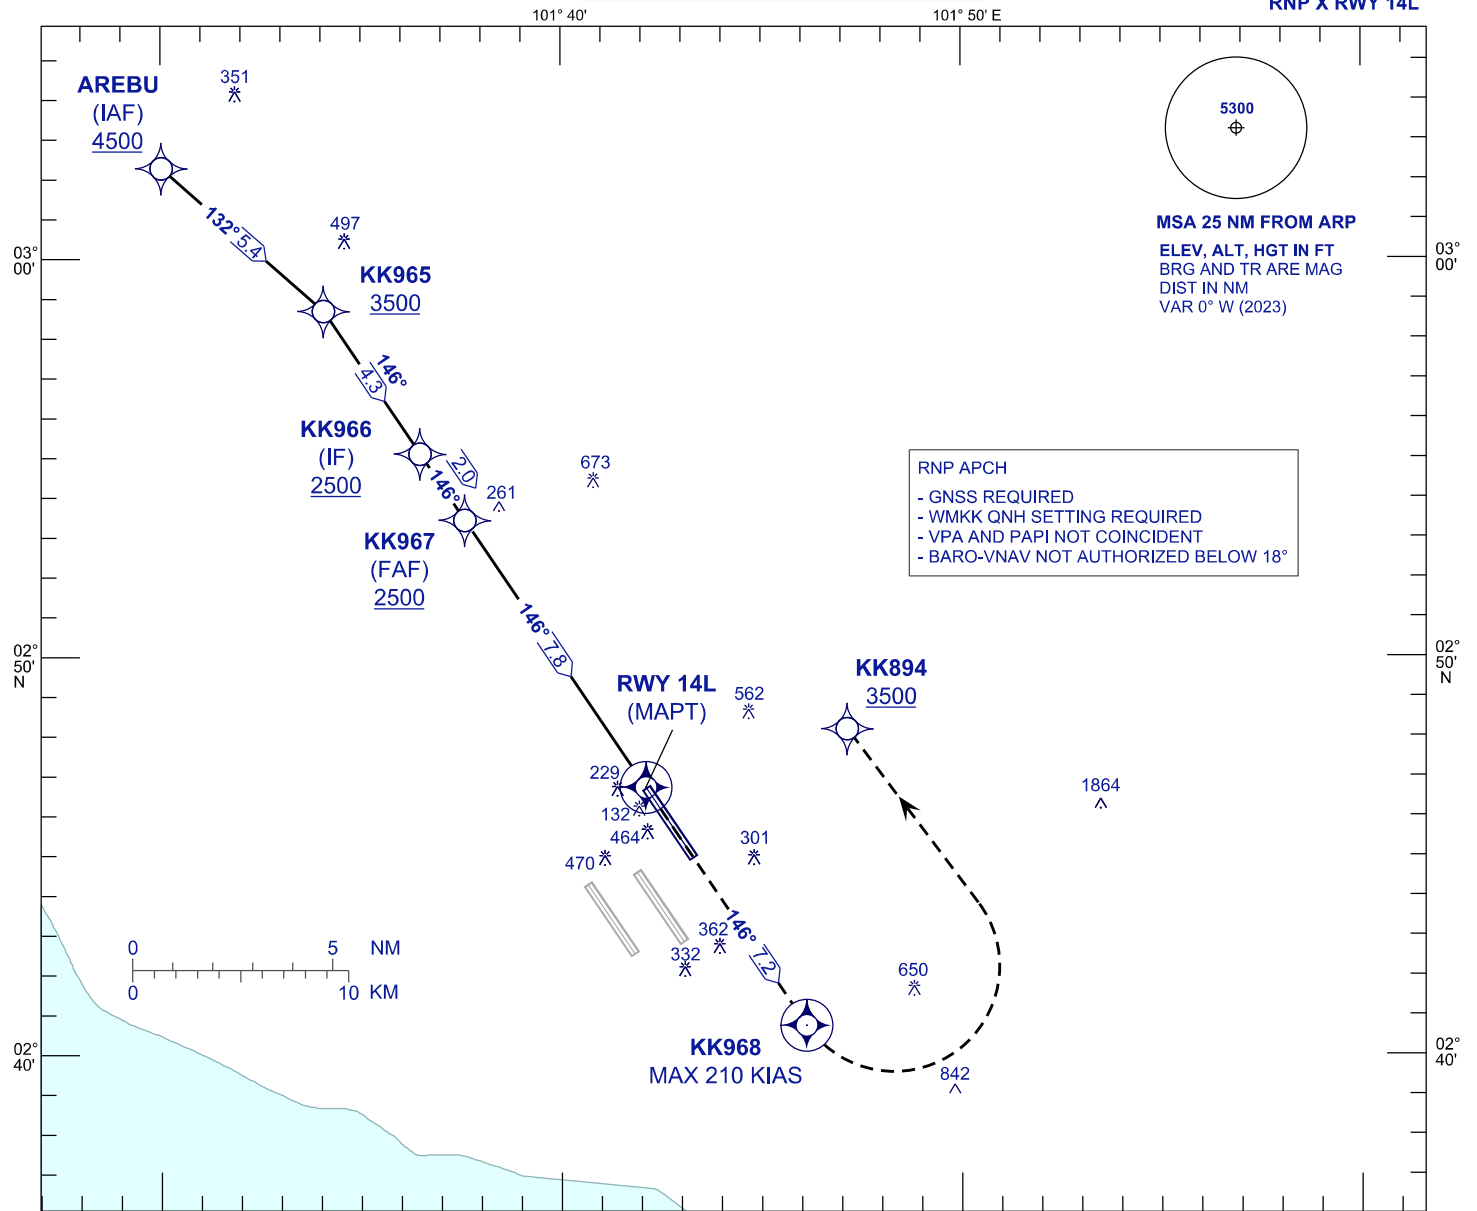 RNP X RWY 14L
101° 40'
101° 50' E
AREBU
(IAF)
4500
351
5300
MSA 25 NM FROM ARP
ELEV, ALT, HGT IN FT
BRG AND TR ARE MAG
DIST IN NM
VAR 0° W (2023)
132° 5.4
497
03°
00'
03°
00'
KK965
3500
146°
4.3
KK966
(IF)
2500
2.0
146°
261
673
RNP APCH
- GNSS REQUIRED
- WMKK QNH SETTING REQUIRED
- VPA AND PAPI NOT COINCIDENT
- BARO-VNAV NOT AUTHORIZED BELOW 18°
KK967
(FAF)
2500
146° 7.8
02°
50'
N
02°
50'
N
RWY 14L
(MAPT)
562
KK894
3500
229
132
464
470
301
1864
362
332
146° 7.2
650
0 5 NM
0 10 KM
KK968
MAX 210 KIAS
842
02°
40'
02°
40'